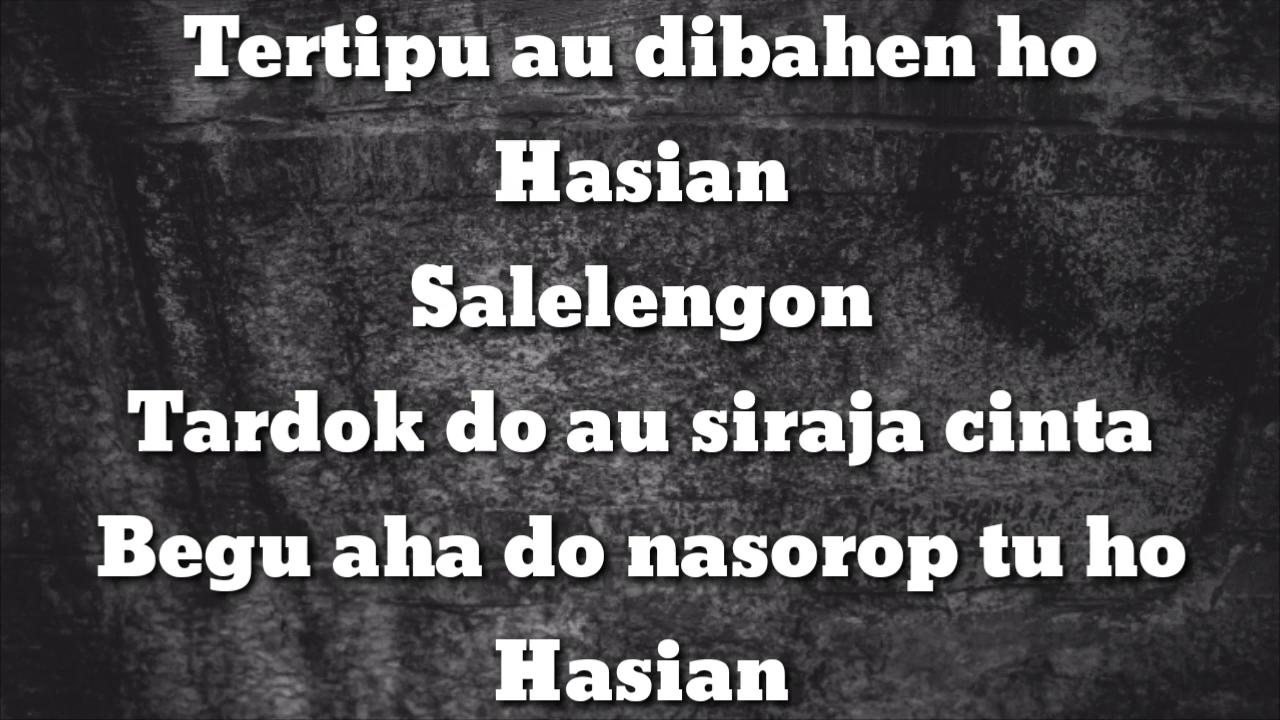 Tertipu au dibahen ho
Hasian
Salelengon
Tardok do au siraja cinta
Begu aha do nasorop tu ho
Hasian